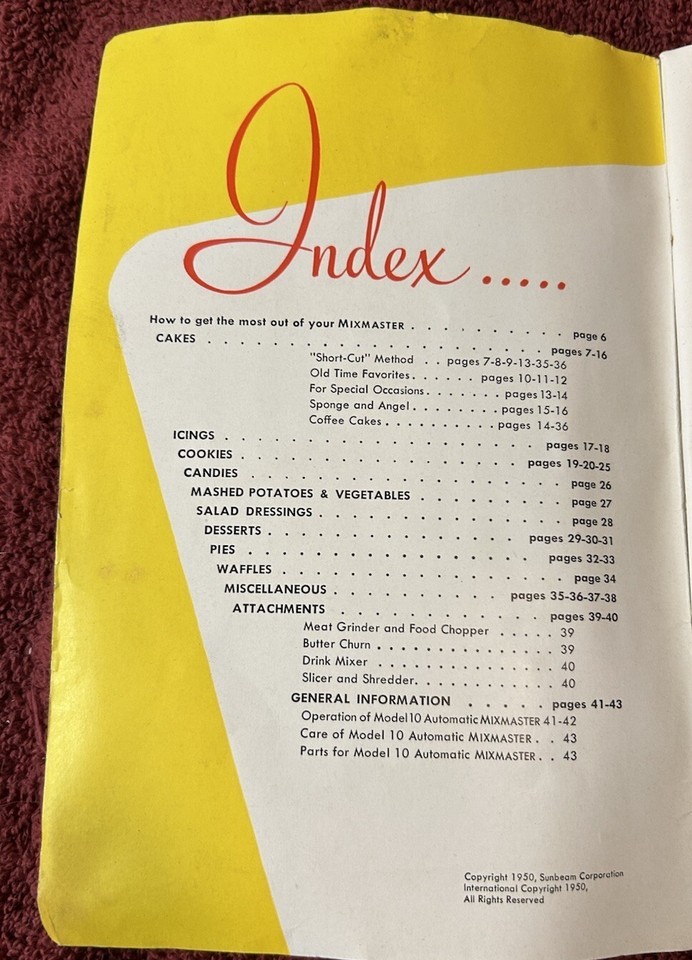 Index.....
How to get the most out of your MIXMASTER . . . . . . . . . . page 6
CAKES . . . . . . . . . . . . . . . . . . . pages 7-16
"Short-Cut" Method . . pages 7-8-9-13-35-36
Old Time Favorites . . . . . . pages 10-11-12
For Special Occasions . . . . . . . pages 13-14
Sponge and Angel . . . . . . . . pages 15-16
Coffee Cakes . . . . . . . . . pages 14-36
ICINGS . . . . . . . . . . . . . . . . . . pages 17-18
COOKIES . . . . . . . . . . . . . . . . pages 19-20-25
CANDIES . . . . . . . . . . . . . . . . . . page 26
MASHED POTATOES & VEGETABLES . . . . . . . . page 27
SALAD DRESSINGS . . . . . . . . . . . . . . page 28
DESSERTS . . . . . . . . . . . . . . pages 29-30-31
PIES . . . . . . . . . . . . . . . . . pages 32-33
WAFFLES . . . . . . . . . . . . . . . . . page 34
MISCELLANEOUS . . . . . . . . . . pages 35-36-37-38
ATTACHMENTS . . . . . . . . . . . pages 39-40
Meat Grinder and Food Chopper . . . . . 39
Butter Churn . . . . . . . . . . . . . 39
Drink Mixer . . . . . . . . . . . . . 40
Slicer and Shredder . . . . . . . . . . 40
GENERAL INFORMATION . . . . . pages 41-43
Operation of Model 10 Automatic MIXMASTER 41-42
Care of Model 10 Automatic MIXMASTER . . 43
Parts for Model 10 Automatic MIXMASTER . . 43
Copyright 1950, Sunbeam Corporation
International Copyright 1950,
All Rights Reserved